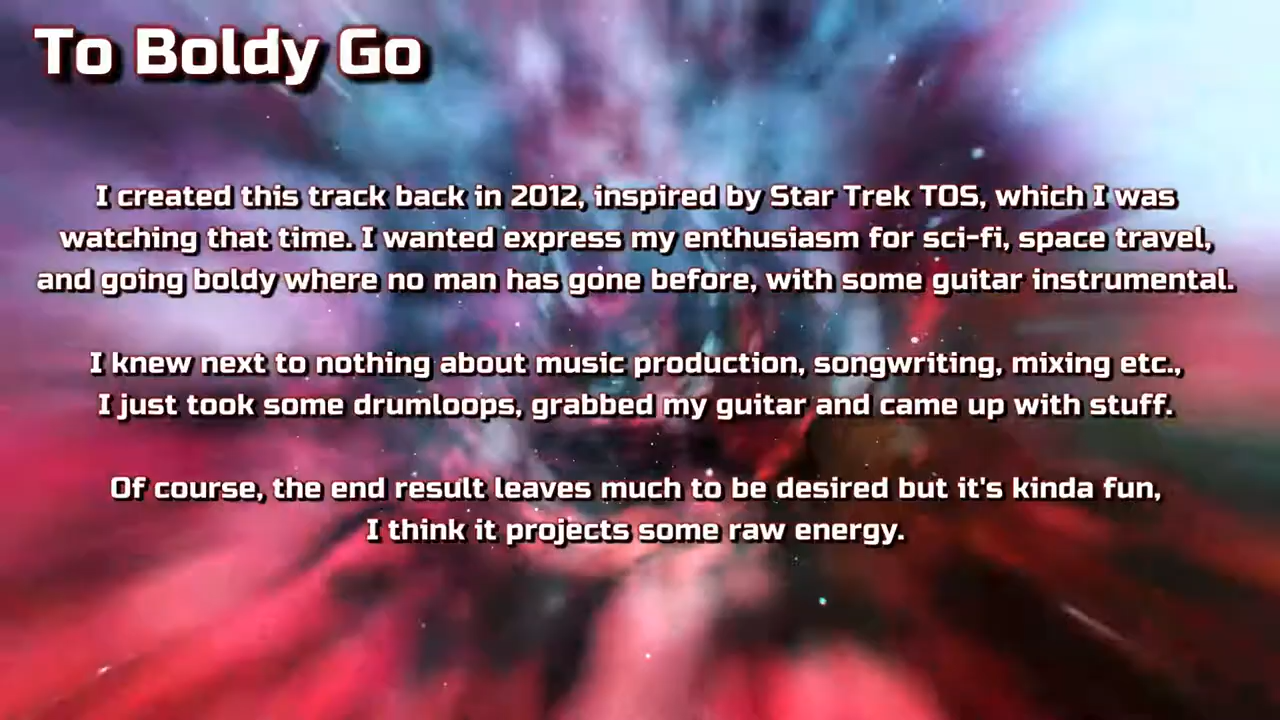 To Boldy Go
I created this track back in 2012, inspired by Star Trek TOS, which I was
watching that time. I wanted express my enthusiasm for sci-fi, space travel,
and going boldy where no man has gone before, with some guitar instrumental.
I knew next to nothing about music production, songwriting, mixing etc.,
I just took some drumloops, grabbed my guitar and came up with stuff.
Of course, the end result leaves much to be desired but it's kinda fun,
I think it projects some raw energy.